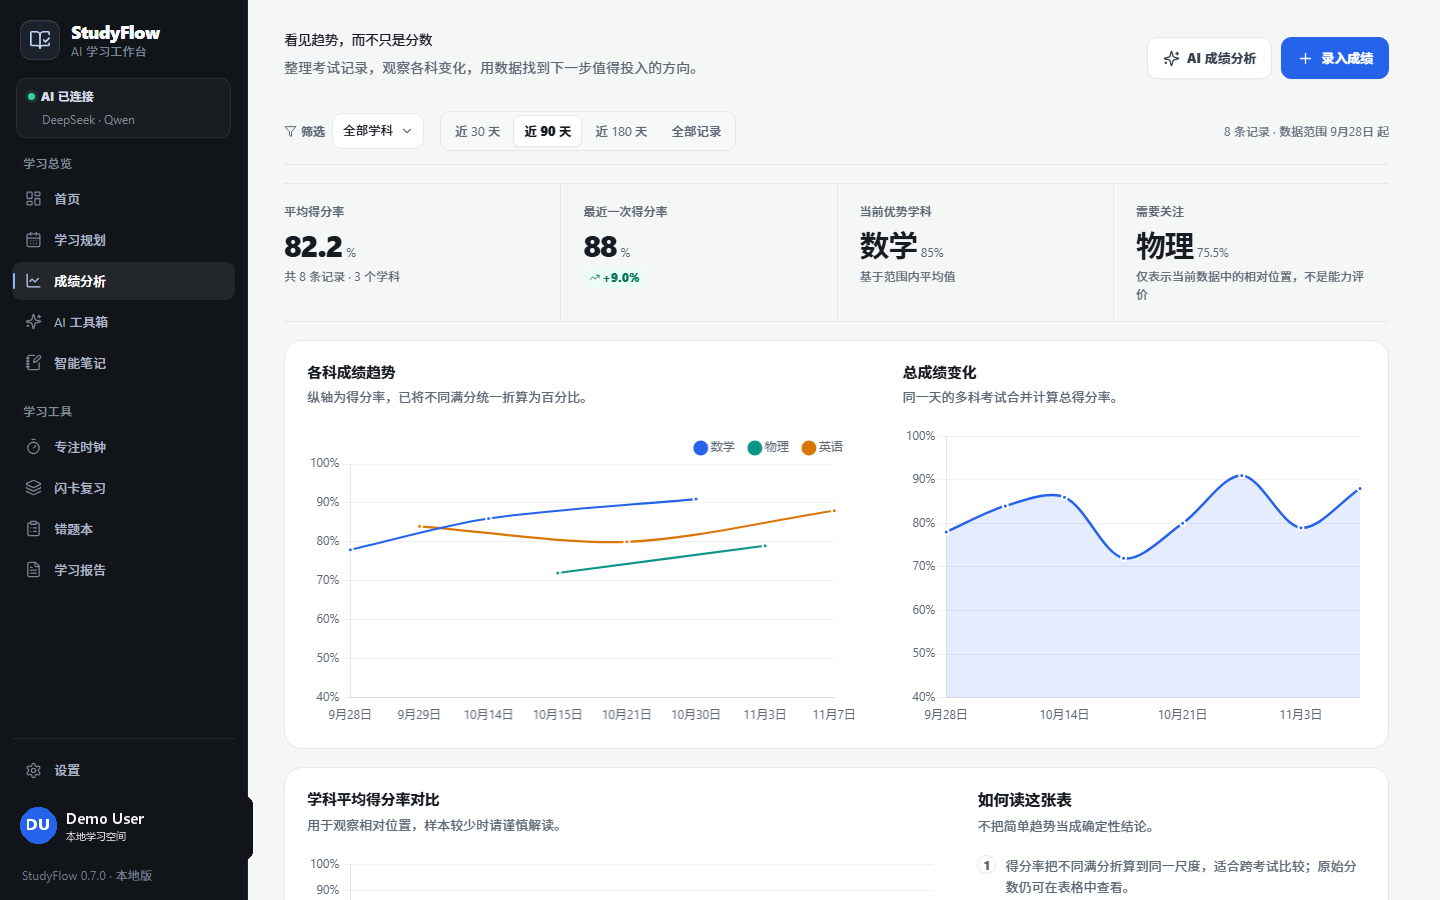 StudyFlow
AI 学习工作台
AI 已连接
DeepSeek · Qwen
学习总览
首页
学习规划
成绩分析
AI 工具箱
智能笔记
学习工具
专注时钟
闪卡复习
错题本
学习报告
设置
DU
Demo User
本地学习空间
StudyFlow 0.7.0 · 本地版
看见趋势，而不只是分数
整理考试记录，观察各科变化，用数据找到下一步值得投入的方向。
AI 成绩分析
录入成绩
筛选
全部学科
近 30 天
近 90 天
近 180 天
全部记录
8 条记录 · 数据范围 9月28日 起
平均得分率
82.2 %
共 8 条记录 · 3 个学科
最近一次得分率
88 %
+9.0%
当前优势学科
数学 85%
基于范围内平均值
需要关注
物理 75.5%
仅表示当前数据中的相对位置，不是能力评
价
各科成绩趋势
纵轴为得分率，已将不同满分统一折算为百分比。
数学 物理 英语
100%
90%
80%
70%
60%
50%
40%
9月28日 9月29日 10月14日 10月15日 10月21日 10月30日 11月3日 11月7日
总成绩变化
同一天的多科考试合并计算总得分率。
100%
90%
80%
70%
60%
50%
40%
9月28日 10月14日 10月21日 11月3日
学科平均得分率对比
用于观察相对位置，样本较少时请谨慎解读。
100%
90%
如何读这张表
不把简单趋势当成确定性结论。
1 得分率把不同满分折算到同一尺度，适合跨考试比较；原始分
数仍可在表格中查看。